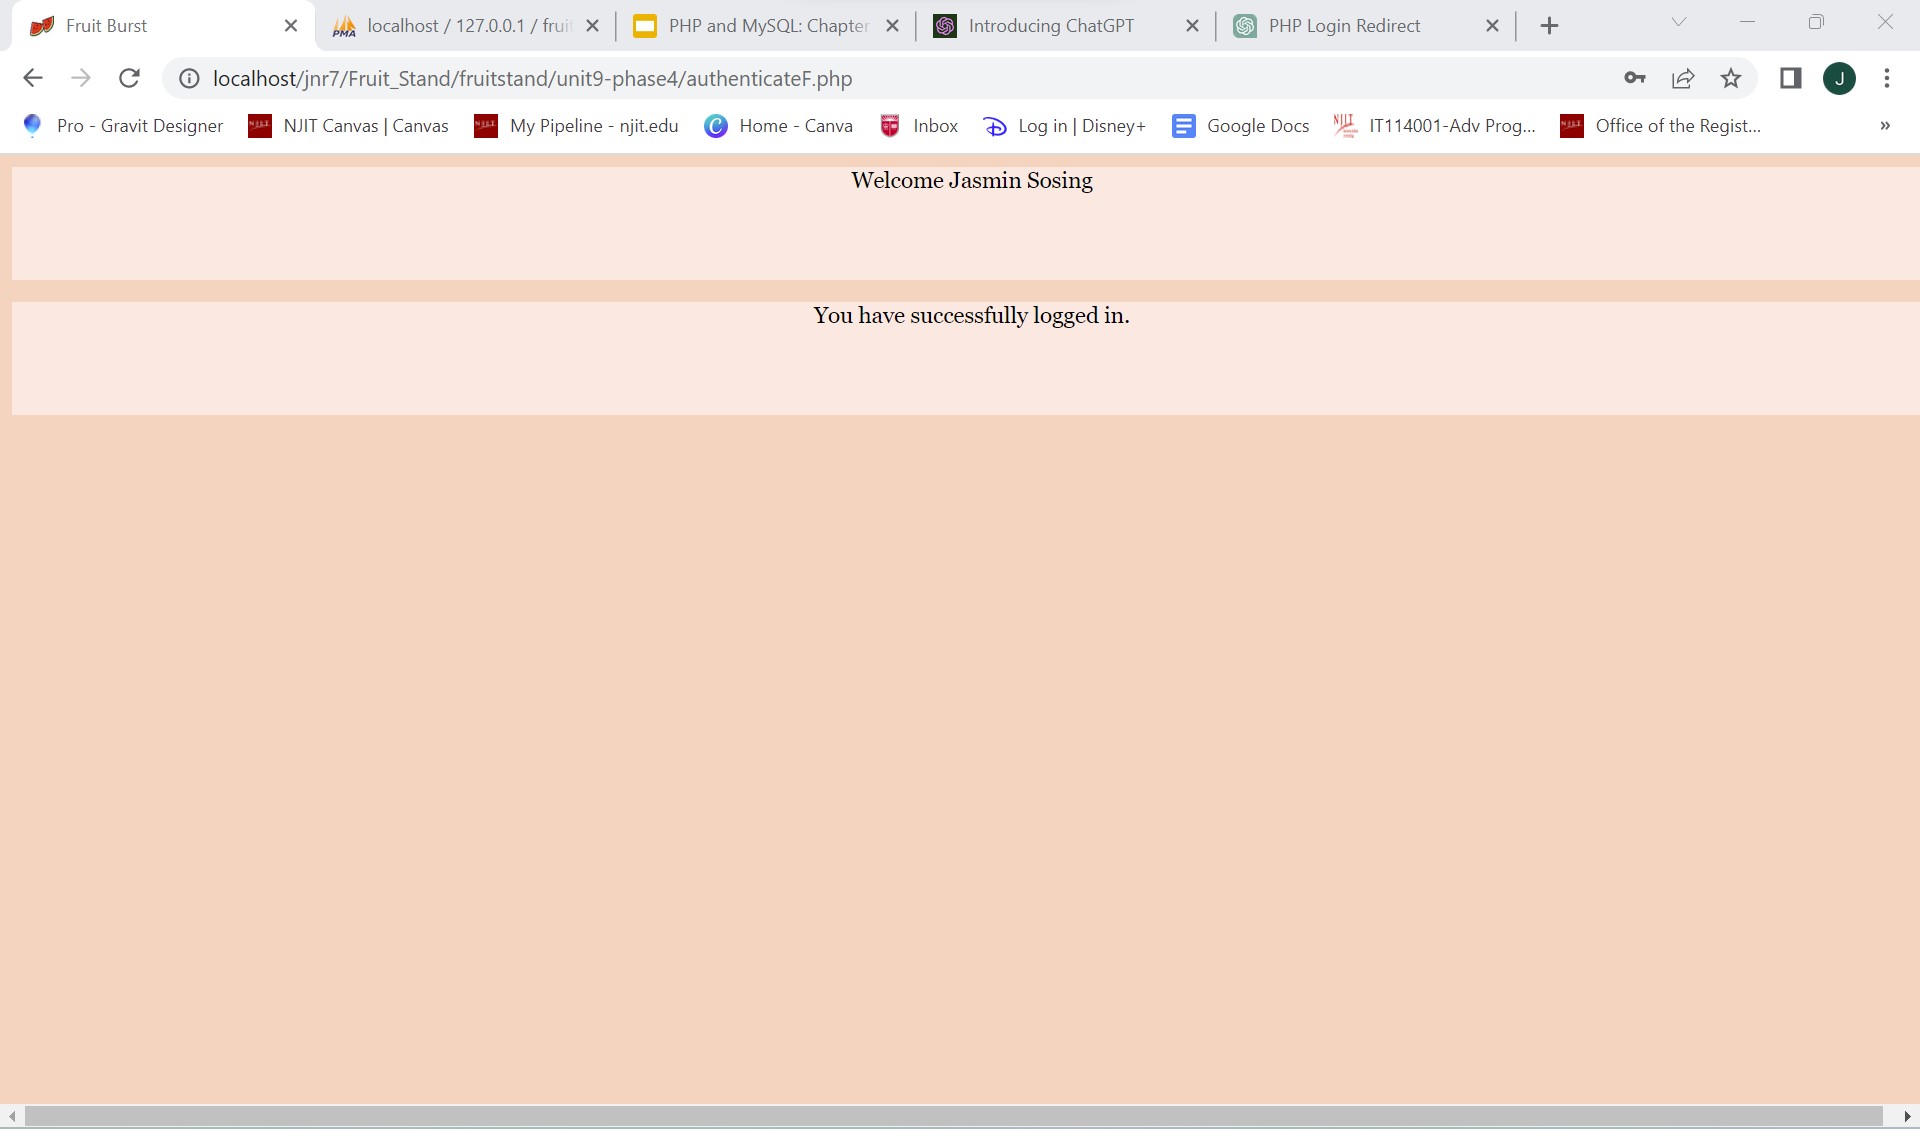 Fruit Burst
localhost / 127.0.0.1 / fruit
PHP and MySQL: Chapter
Introducing ChatGPT
PHP Login Redirect
localhost/jnr7/Fruit_Stand/fruitstand/unit9-phase4/authenticateF.php
J
Pro - Gravit Designer
NJIT Canvas | Canvas
My Pipeline - njit.edu
Home - Canva
Inbox
Log in | Disney+
Google Docs
IT114001-Adv Prog...
Office of the Regist...
Welcome Jasmin Sosing
You have successfully logged in.